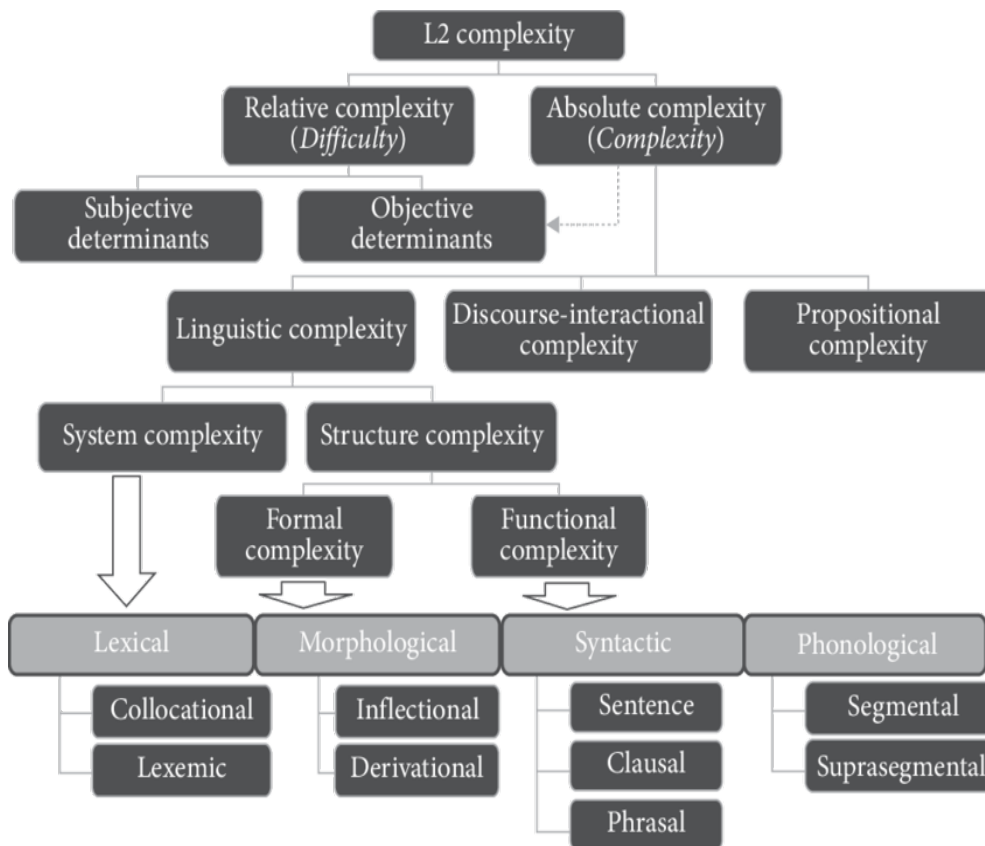 L2 complexity
Relative complexity
(Difficulty)
Absolute complexity
(Complexity)
Subjective
determinants
Objective
determinants
Linguistic complexity
Discourse-interactional
complexity
Propositional
complexity
System complexity
Structure complexity
Formal
complexity
Functional
complexity
Lexical
Morphological
Syntactic
Phonological
Collocational
Lexemic
Inflectional
Derivational
Sentence
Clausal
Phrasal
Segmental
Suprasegmental